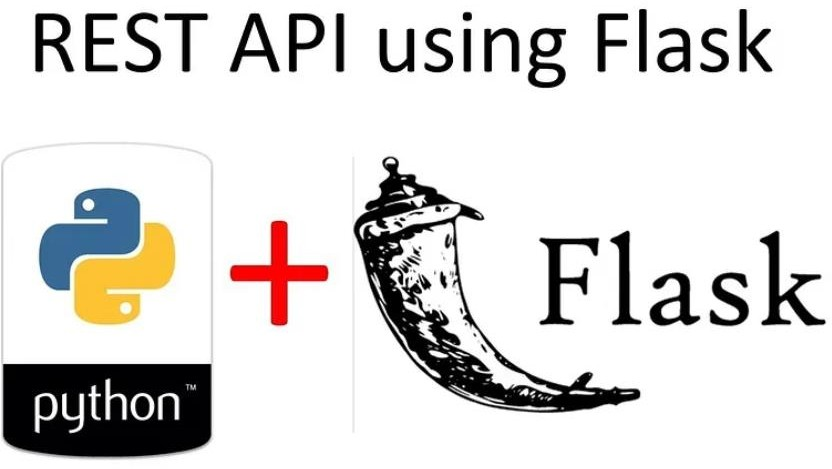 REST API using Flask
python™
Flask